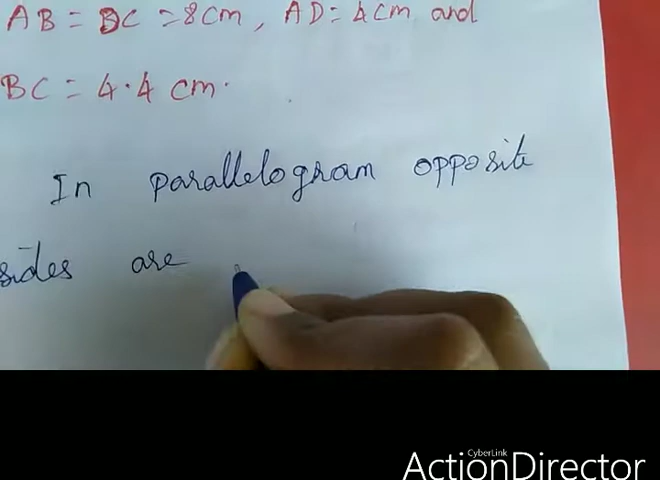 AB = DC = 8cm, AD = 4cm and
BC = 4.4 cm.
In parallelogram opposite
sides are
CyberLink
ActionDirector